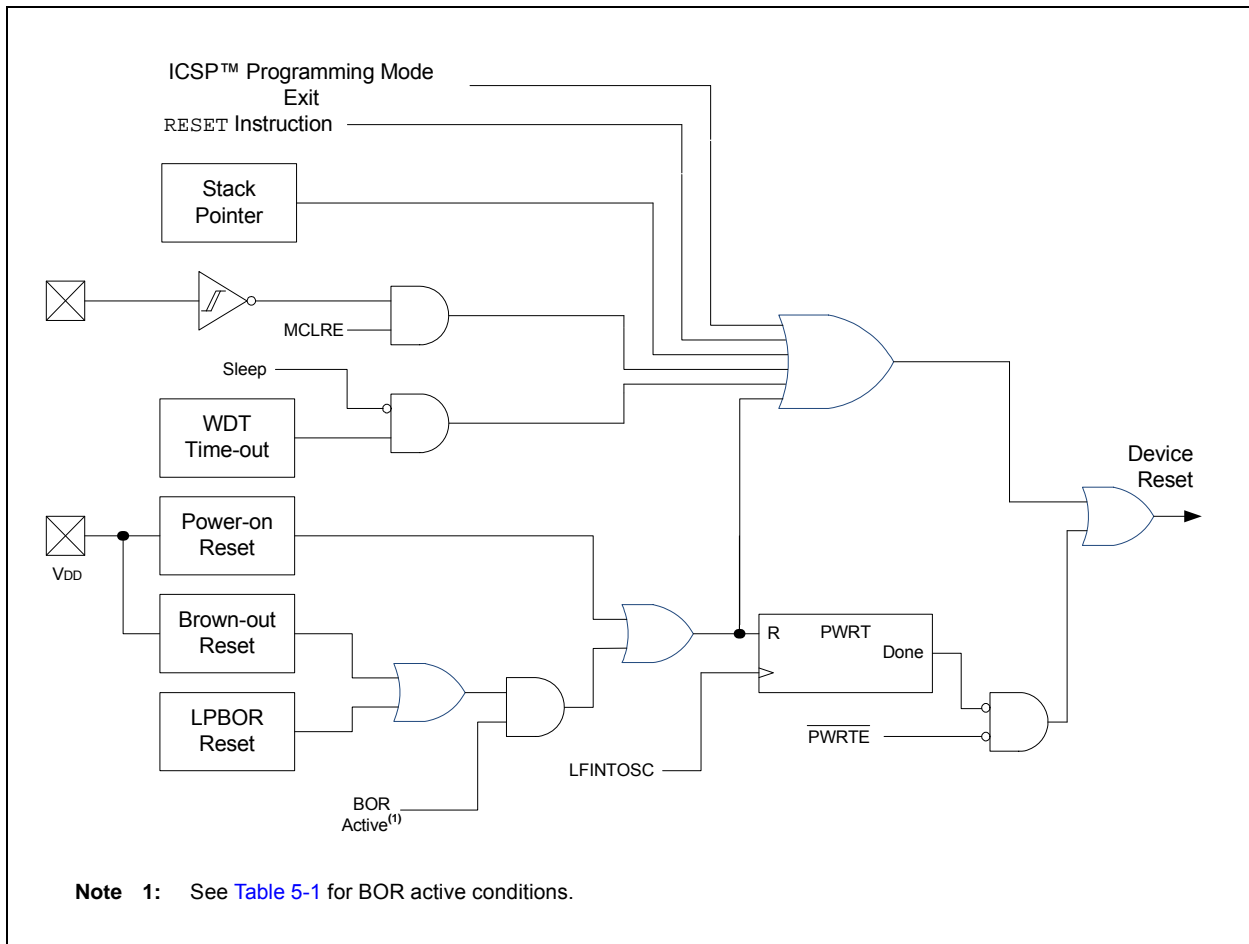 ICSP™ Programming Mode
Exit
RESET Instruction
Stack
Pointer
MCLRE
Sleep
WDT
Time-out
Device
Reset
Power-on
Reset
VDD
Brown-out
Reset
R PWRT
Done
LPBOR
Reset
PWRTE
LFINTOSC
BOR
Active(1)
Note 1: See Table 5-1 for BOR active conditions.